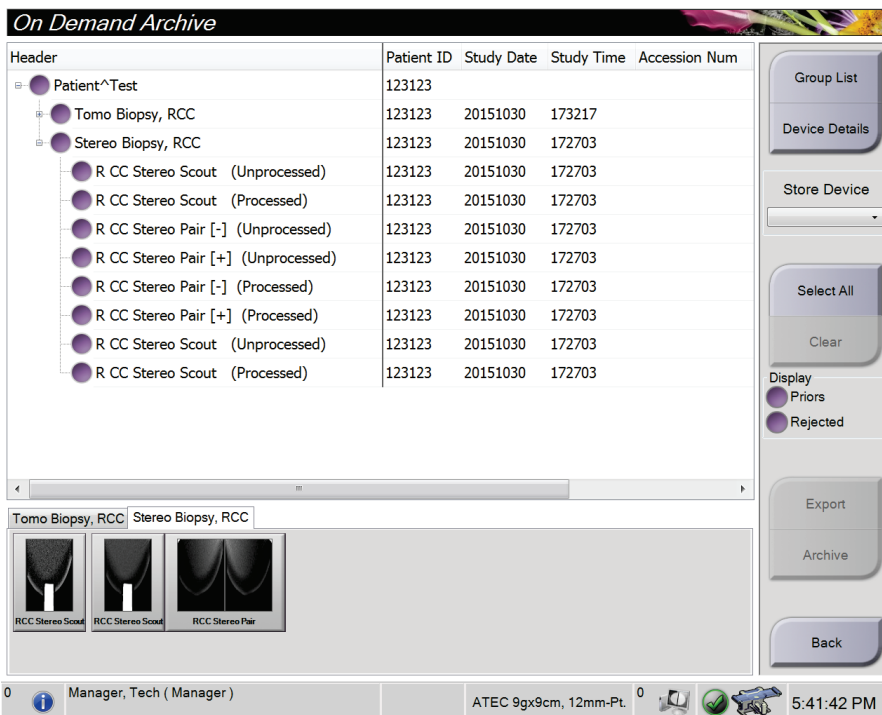 On Demand Archive
Header Patient ID Study Date Study Time Accession Num
Patient^Test 123123
Tomo Biopsy, RCC 123123 20151030 173217
Stereo Biopsy, RCC 123123 20151030 172703
R CC Stereo Scout (Unprocessed) 123123 20151030 172703
R CC Stereo Scout (Processed) 123123 20151030 172703
R CC Stereo Pair [-] (Unprocessed) 123123 20151030 172703
R CC Stereo Pair [+] (Unprocessed) 123123 20151030 172703
R CC Stereo Pair [-] (Processed) 123123 20151030 172703
R CC Stereo Pair [+] (Processed) 123123 20151030 172703
R CC Stereo Scout (Unprocessed) 123123 20151030 172703
R CC Stereo Scout (Processed) 123123 20151030 172703
Group List
Device Details
Store Device
Select All
Clear
Display
Priors
Rejected
Export
Archive
Back
Tomo Biopsy, RCC Stereo Biopsy, RCC
RCC Stereo Scout RCC Stereo Scout RCC Stereo Pair
0 Manager, Tech ( Manager ) ATEC 9gx9cm, 12mm-Pt. 0 5:41:42 PM